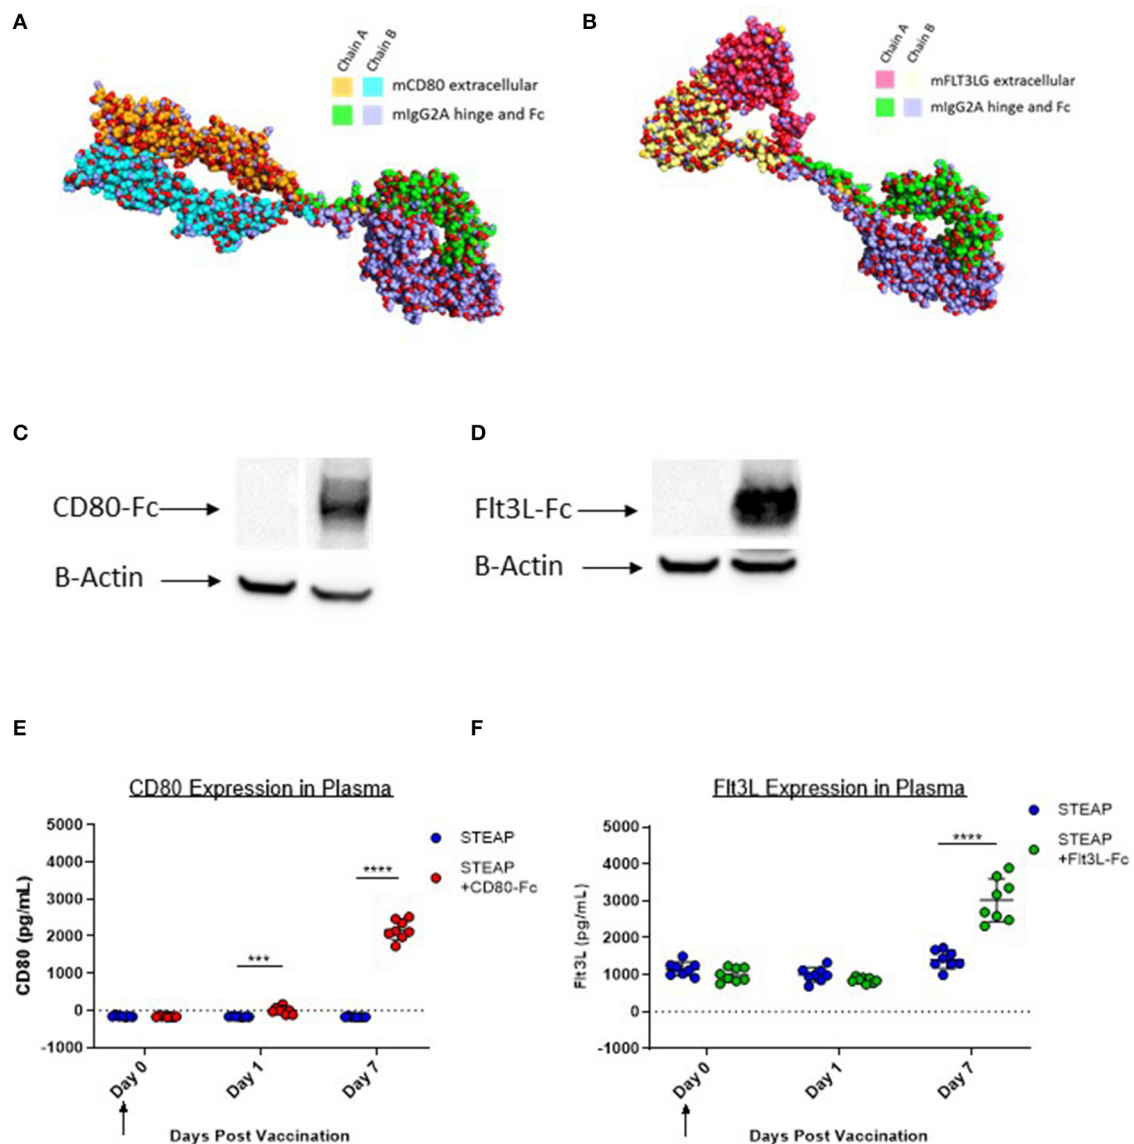 A
Chain A
Chain B
mCD80 extracellular
mIgG2A hinge and Fc
B
Chain A
Chain B
mFLT3LG extracellular
mIgG2A hinge and Fc
C
CD80-Fc
B-Actin
D
Flt3L-Fc
B-Actin
E
CD80 Expression in Plasma
CD80 (pg/mL)
5000
4000
3000
2000
1000
0
-1000
***
****
STEAP
STEAP
+CD80-Fc
Day 0
Day 1
Day 7
Days Post Vaccination
F
Flt3L Expression in Plasma
Flt3L (pg/mL)
5000
4000
3000
2000
1000
0
-1000
****
STEAP
STEAP
+Flt3L-Fc
Day 0
Day 1
Day 7
Days Post Vaccination